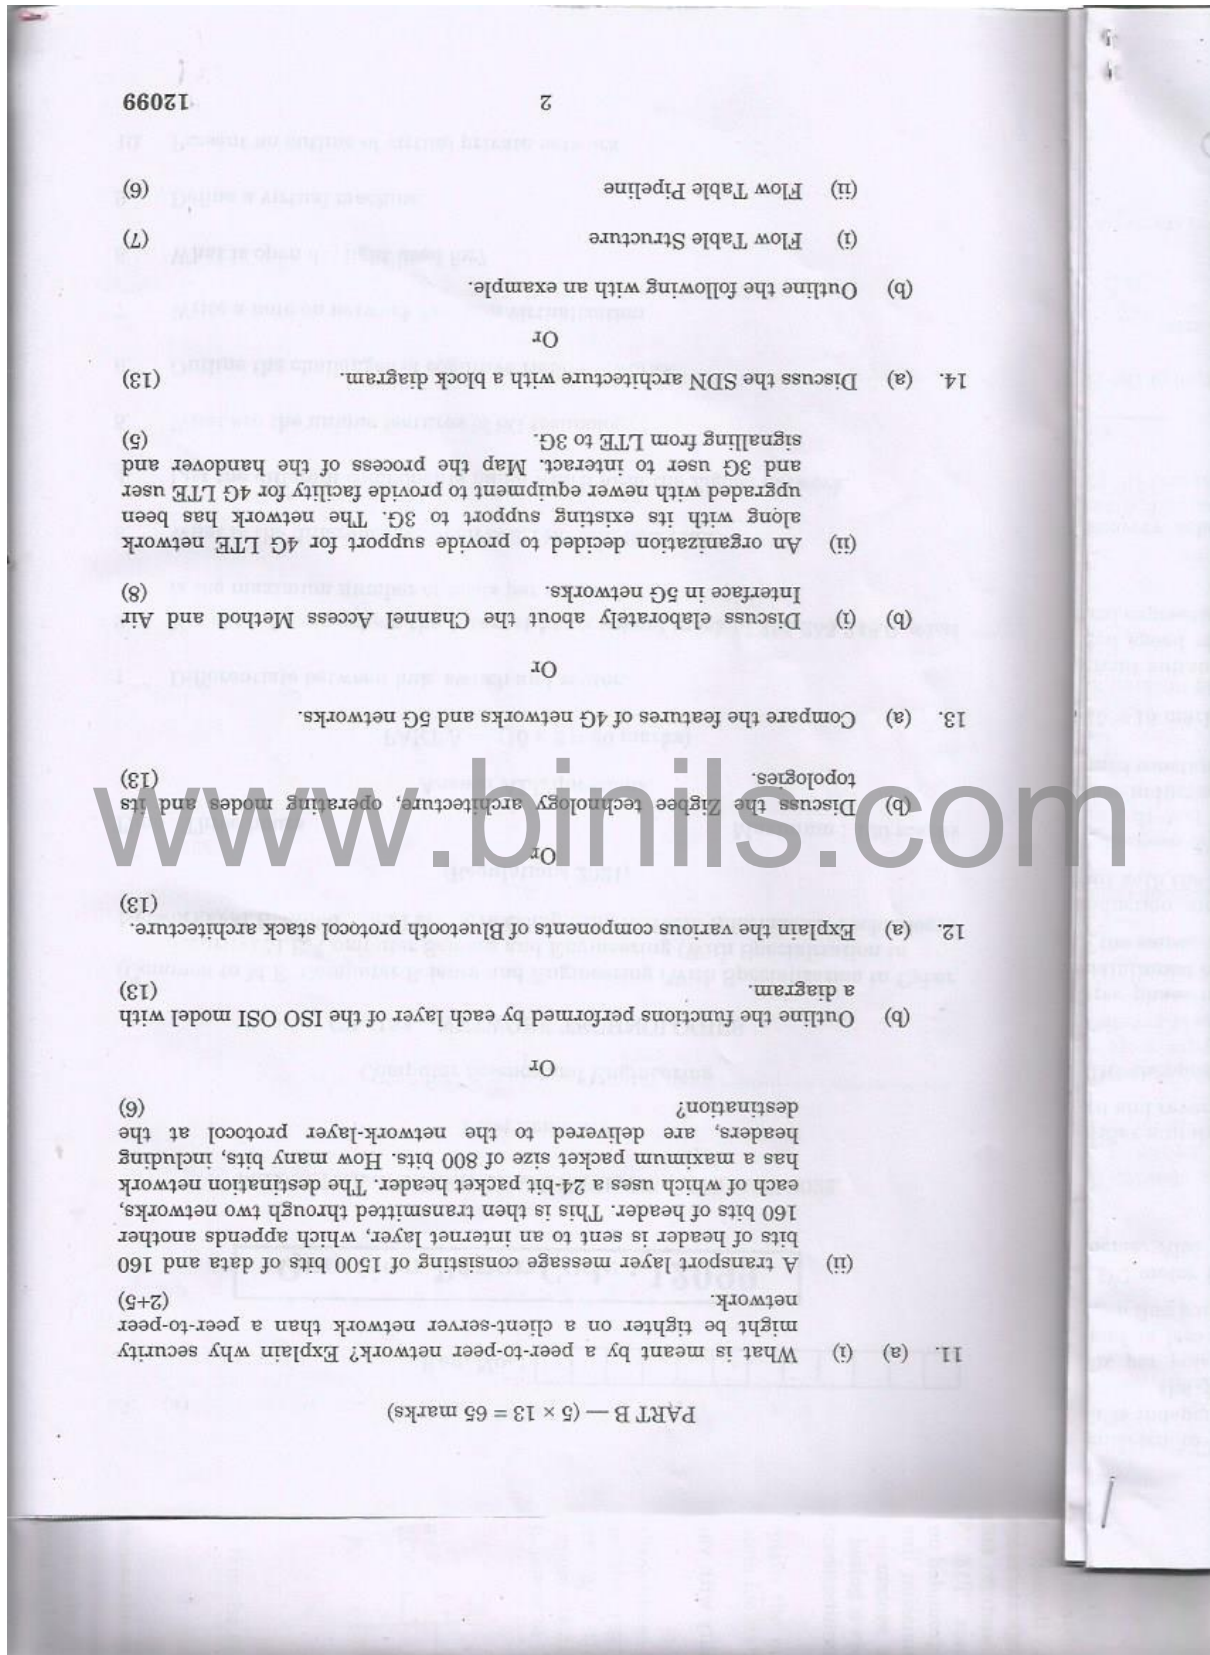 PART B — (5 × 13 = 65 marks)
11. (a) (i) What is meant by a peer-to-peer network? Explain why security
might be tighter on a client-server network than a peer-to-peer
network. (2+5)
(ii) A transport layer message consisting of 1500 bits of data and 160
bits of header is sent to an internet layer, which appends another
160 bits of header. This is then transmitted through two networks,
each of which uses a 24-bit packet header. The destination network
has a maximum packet size of 800 bits. How many bits, including
headers, are delivered to the network-layer protocol at the
destination? (6)
Or
(b) Outline the functions performed by each layer of the ISO OSI model with
a diagram. (13)
12. (a) Explain the various components of Bluetooth protocol stack architecture.
(13)
Or
(b) Discuss the Zigbee technology architecture, operating modes and its
topologies. (13)
13. (a) Compare the features of 4G networks and 5G networks.
Or
(b) (i) Discuss elaborately about the Channel Access Method and Air
Interface in 5G networks. (8)
(ii) An organization decided to provide support for 4G LTE network
along with its existing support to 3G. The network has been
upgraded with newer equipment to provide facility for 4G LTE user
and 3G user to interact. Map the process of the handover and
signalling from LTE to 3G. (5)
14. (a) Discuss the SDN architecture with a block diagram. (13)
Or
(b) Outline the following with an example.
(i) Flow Table Structure (7)
(ii) Flow Table Pipeline (6)
2 12099
www.binils.com